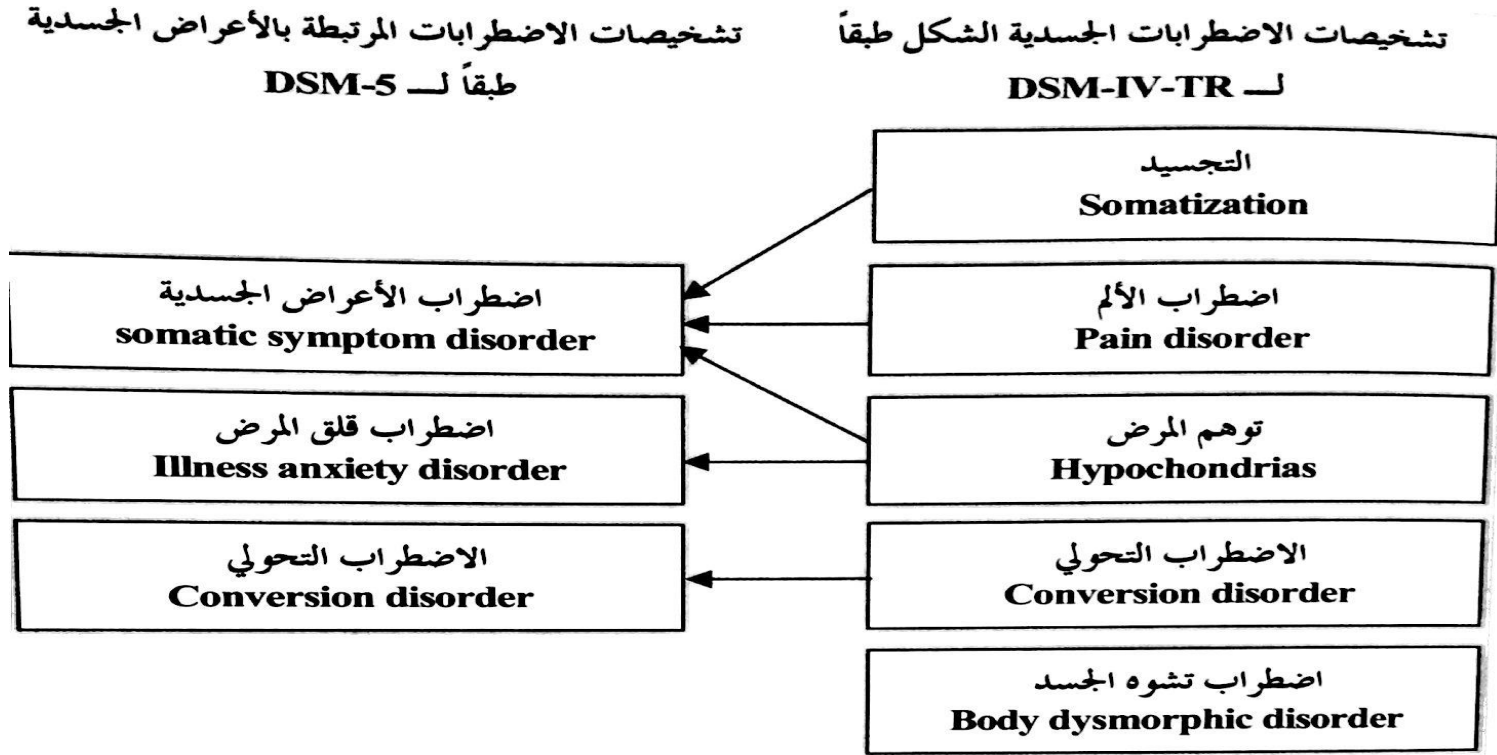 تشخيصات الاضطرابات الجسدية الشكل طبقاً
لـــ DSM-IV-TR
تشخيصات الاضطرابات المرتبطة بالأعراض الجسدية
طبقاً لـــ DSM-5
التجسيد
Somatization
اضطراب الألم
Pain disorder
توهم المرض
Hypochondrias
الاضطراب التحولي
Conversion disorder
اضطراب تشوه الجسد
Body dysmorphic disorder
اضطراب الأعراض الجسدية
somatic symptom disorder
اضطراب قلق المرض
Illness anxiety disorder
الاضطراب التحولي
Conversion disorder